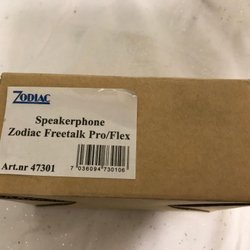 ZODIAC
Speakerphone
Zodiac Freetalk Pro/Flex
Art.nr 47301
7 036094 730106